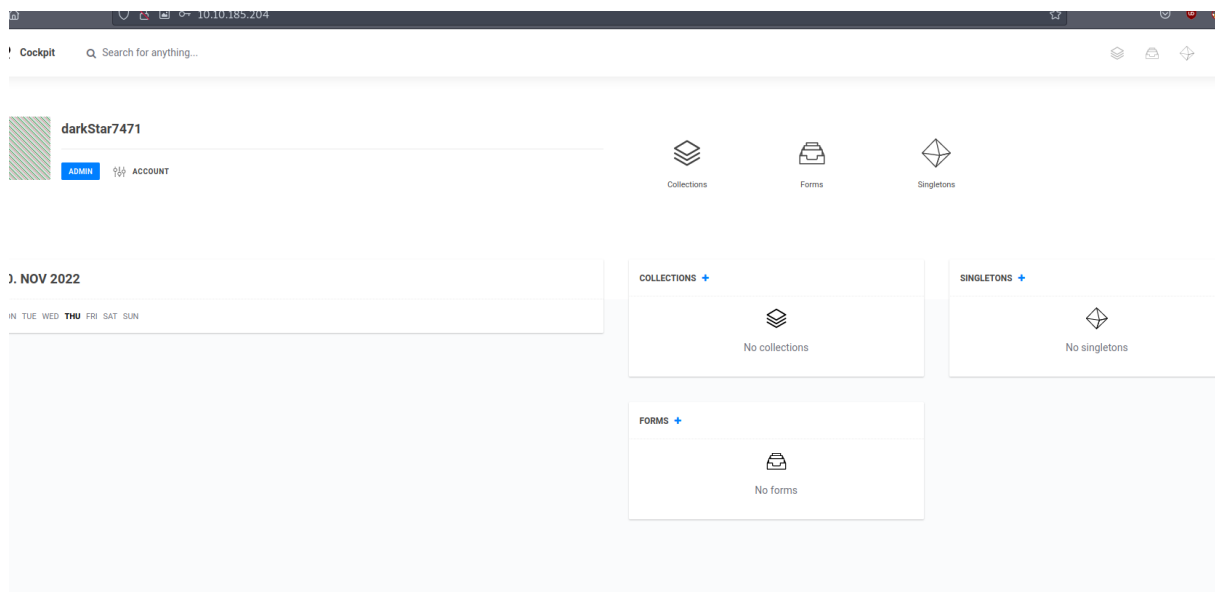 10.10.185.204
Cockpit Search for anything...
darkStar7471
ADMIN ACCOUNT
Collections Forms Singletons
0. NOV 2022
TUE WED THU FRI SAT SUN
COLLECTIONS +
No collections
SINGLETONS +
No singletons
FORMS +
No forms